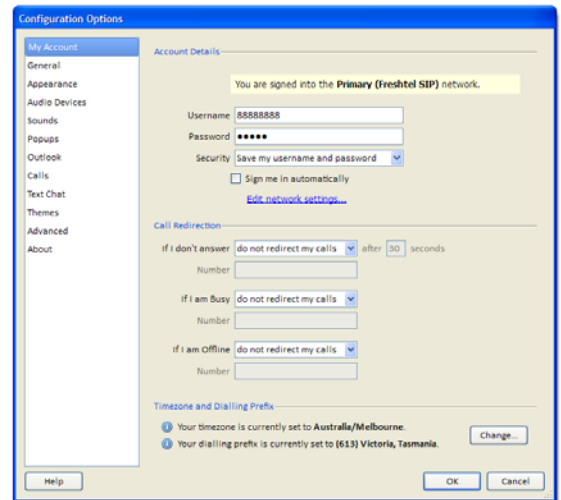 Configuration Options
My Account
General
Appearance
Audio Devices
Sounds
Popups
Outlook
Calls
Text Chat
Themes
Advanced
About
Account Details
You are signed into the Primary (Freshtel SIP) network.
Username 88888888
Password •••••
Security Save my username and password
Sign me in automatically
Edit network settings...
Call Redirection
If I don't answer do not redirect my calls after 30 seconds
Number
If I am Busy do not redirect my calls
Number
If I am Offline do not redirect my calls
Number
Timezone and Dialling Prefix
Your timezone is currently set to Australia/Melbourne.
Your dialling prefix is currently set to (613) Victoria, Tasmania.
Change...
Help
OK
Cancel